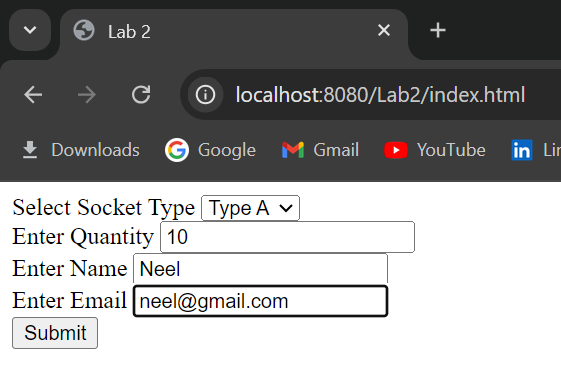 Lab 2
localhost:8080/Lab2/index.html
Downloads Google Gmail YouTube
Select Socket Type Type A
Enter Quantity 10
Enter Name Neel
Enter Email neel@gmail.com
Submit